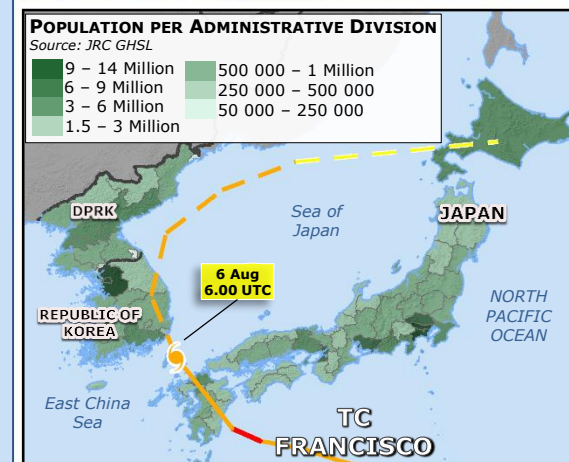 POPULATION PER ADMINISTRATIVE DIVISION
Source: JRC GHSL
9 – 14 Million
6 – 9 Million
3 – 6 Million
1.5 – 3 Million
500 000 – 1 Million
250 000 – 500 000
50 000 – 250 000
DPRK
Sea of
Japan
JAPAN
6 Aug
6.00 UTC
REPUBLIC OF
KOREA
NORTH
PACIFIC
OCEAN
East China
Sea
TC
FRANCISCO